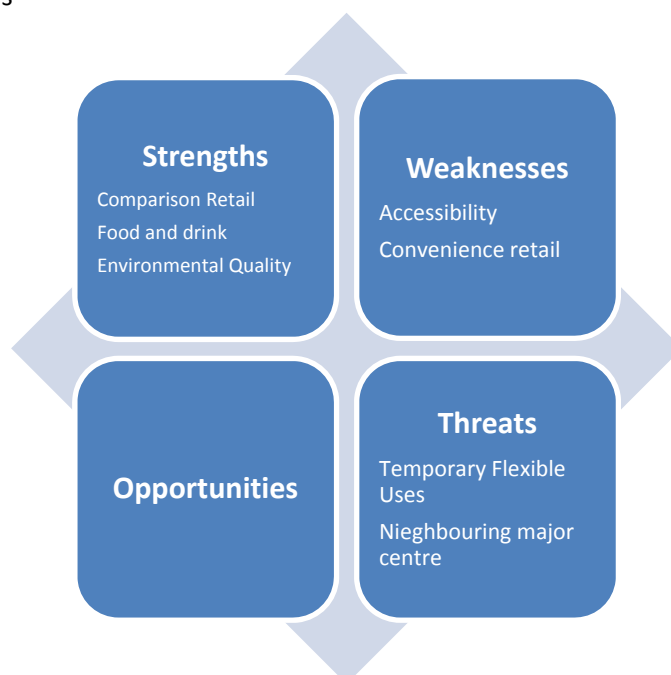 s
Strengths
Comparison Retail
Food and drink
Environmental Quality
Weaknesses
Accessibility
Convenience retail
Opportunities
Threats
Temporary Flexible
Uses
Nieghbouring major
centre